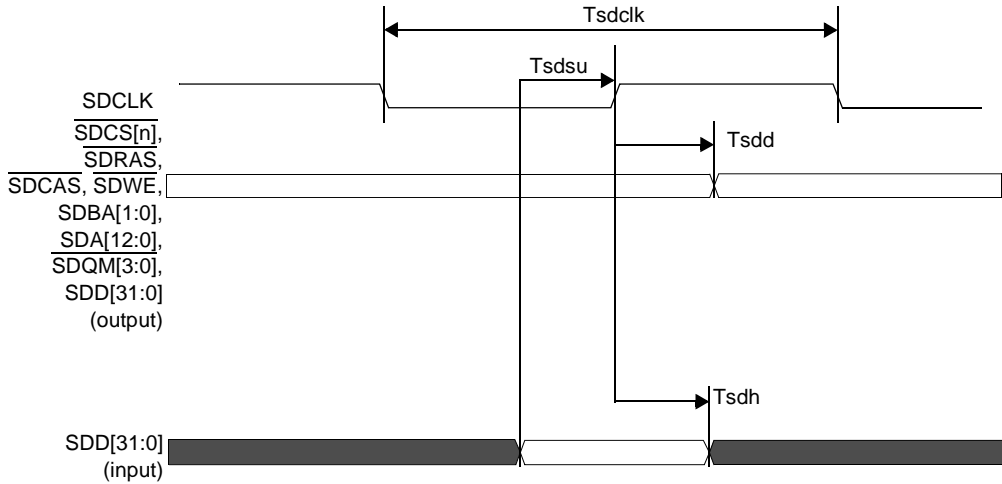 Tsdclk
Tsdsu
SDCLK
SDCS[n],
Tsdd
SDRAS,
SDCAS, SDWE,
SDBA[1:0],
SDA[12:0],
SDQM[3:0],
SDD[31:0]
(output)
Tsdh
SDD[31:0]
(input)